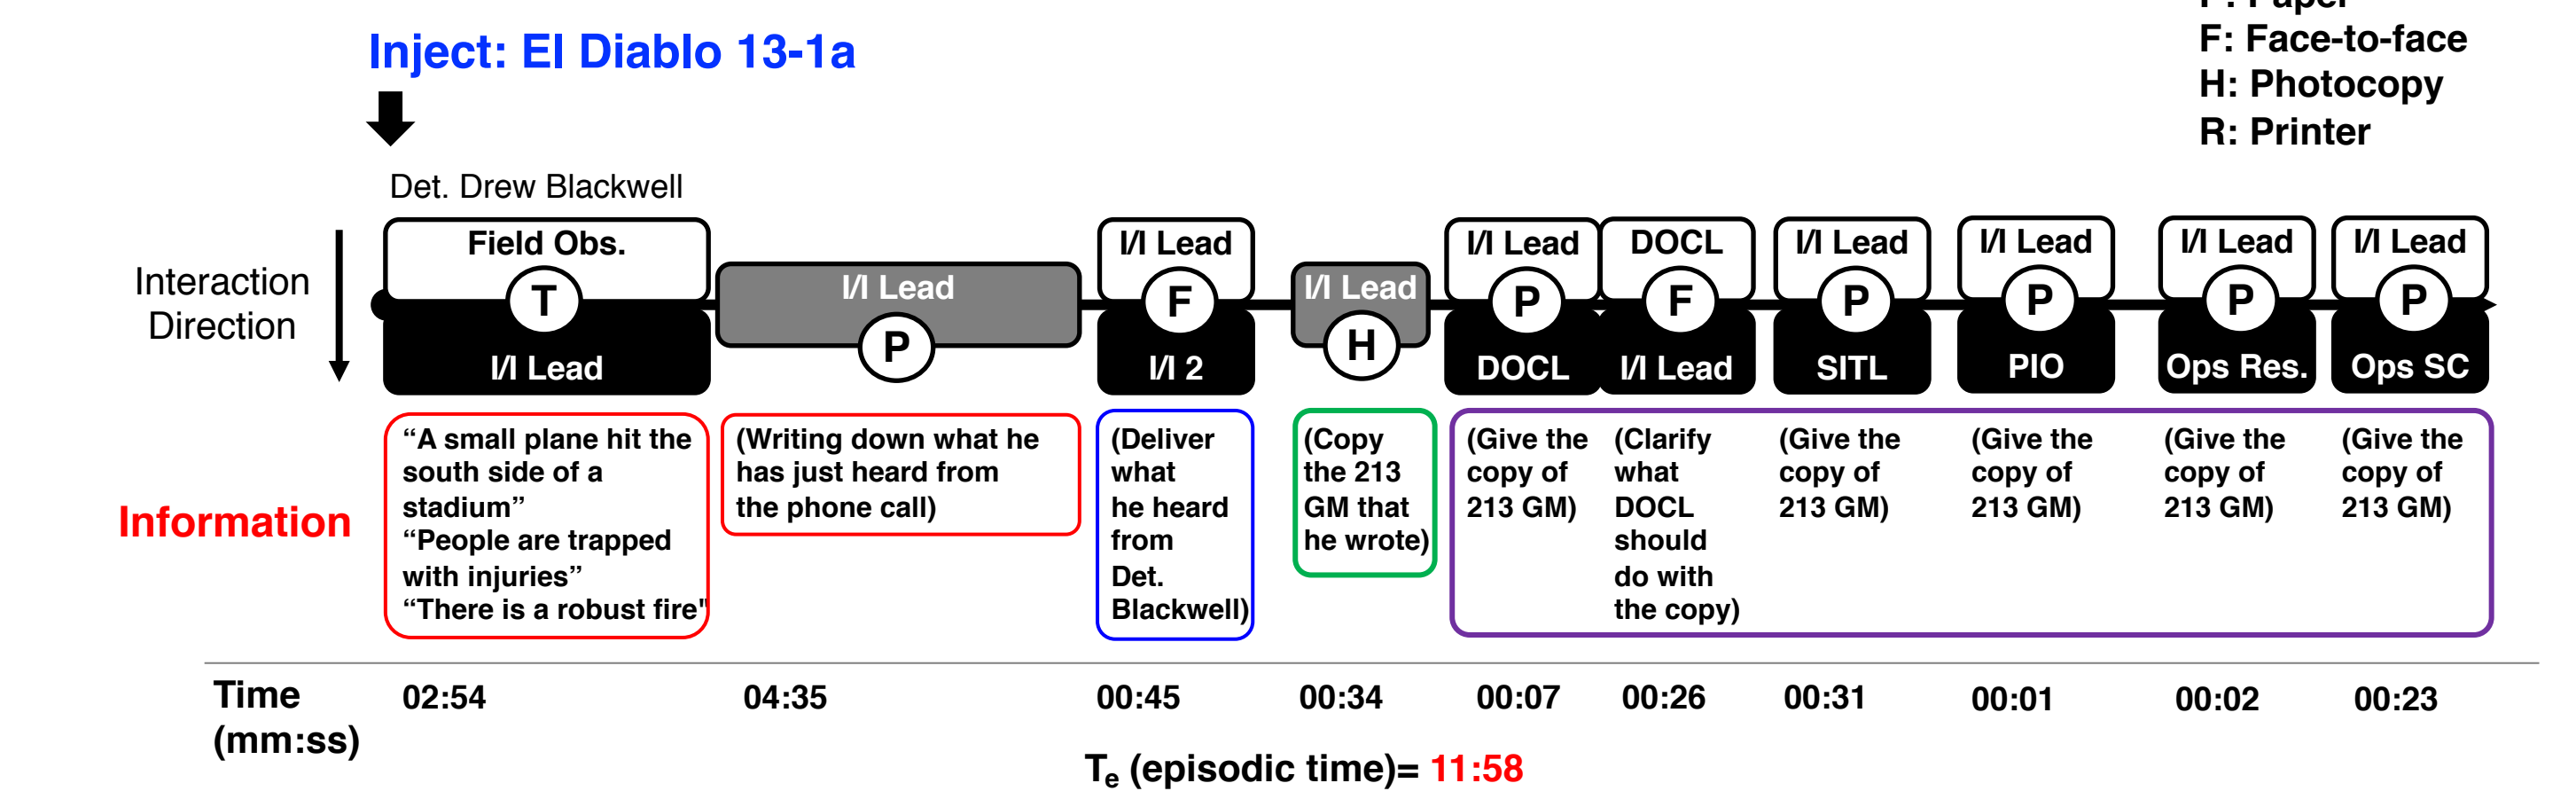 P: Paper
F: Face-to-face
H: Photocopy
R: Printer
Inject: El Diablo 13-1a
Det. Drew Blackwell
Interaction
Direction
Field Obs.
T
I/I Lead
I/I Lead
P
I/I Lead
F
I/I 2
I/I Lead
H
I/I Lead
P
DOCL
DOCL
F
I/I Lead
I/I Lead
P
SITL
I/I Lead
P
PIO
I/I Lead
P
Ops Res.
I/I Lead
P
Ops SC
Information
“A small plane hit the
south side of a
stadium”
“People are trapped
with injuries”
“There is a robust fire"
(Writing down what he
has just heard from
the phone call)
(Deliver
what
he heard
from
Det.
Blackwell)
(Copy
the 213
GM that
he wrote)
(Give the
copy of
213 GM)
(Clarify
what
DOCL
should
do with
the copy)
(Give the
copy of
213 GM)
(Give the
copy of
213 GM)
(Give the
copy of
213 GM)
(Give the
copy of
213 GM)
Time
(mm:ss)
02:54
04:35
00:45
00:34
00:07
00:26
00:31
00:01
00:02
00:23
Te (episodic time)= 11:58